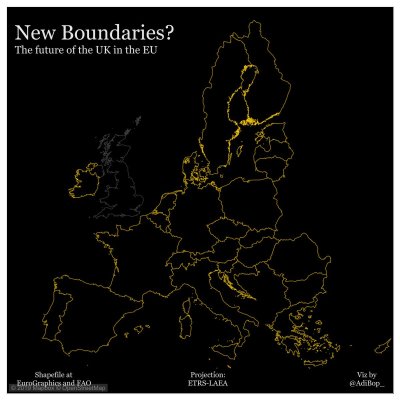 New Boundaries?
The future of the UK in the EU
Shapefile at
EuroGraphics and FAO
© 2019 Mapbox © OpenStreetMap
Projection:
ETRS-LAEA
Viz by
@AdiBop_